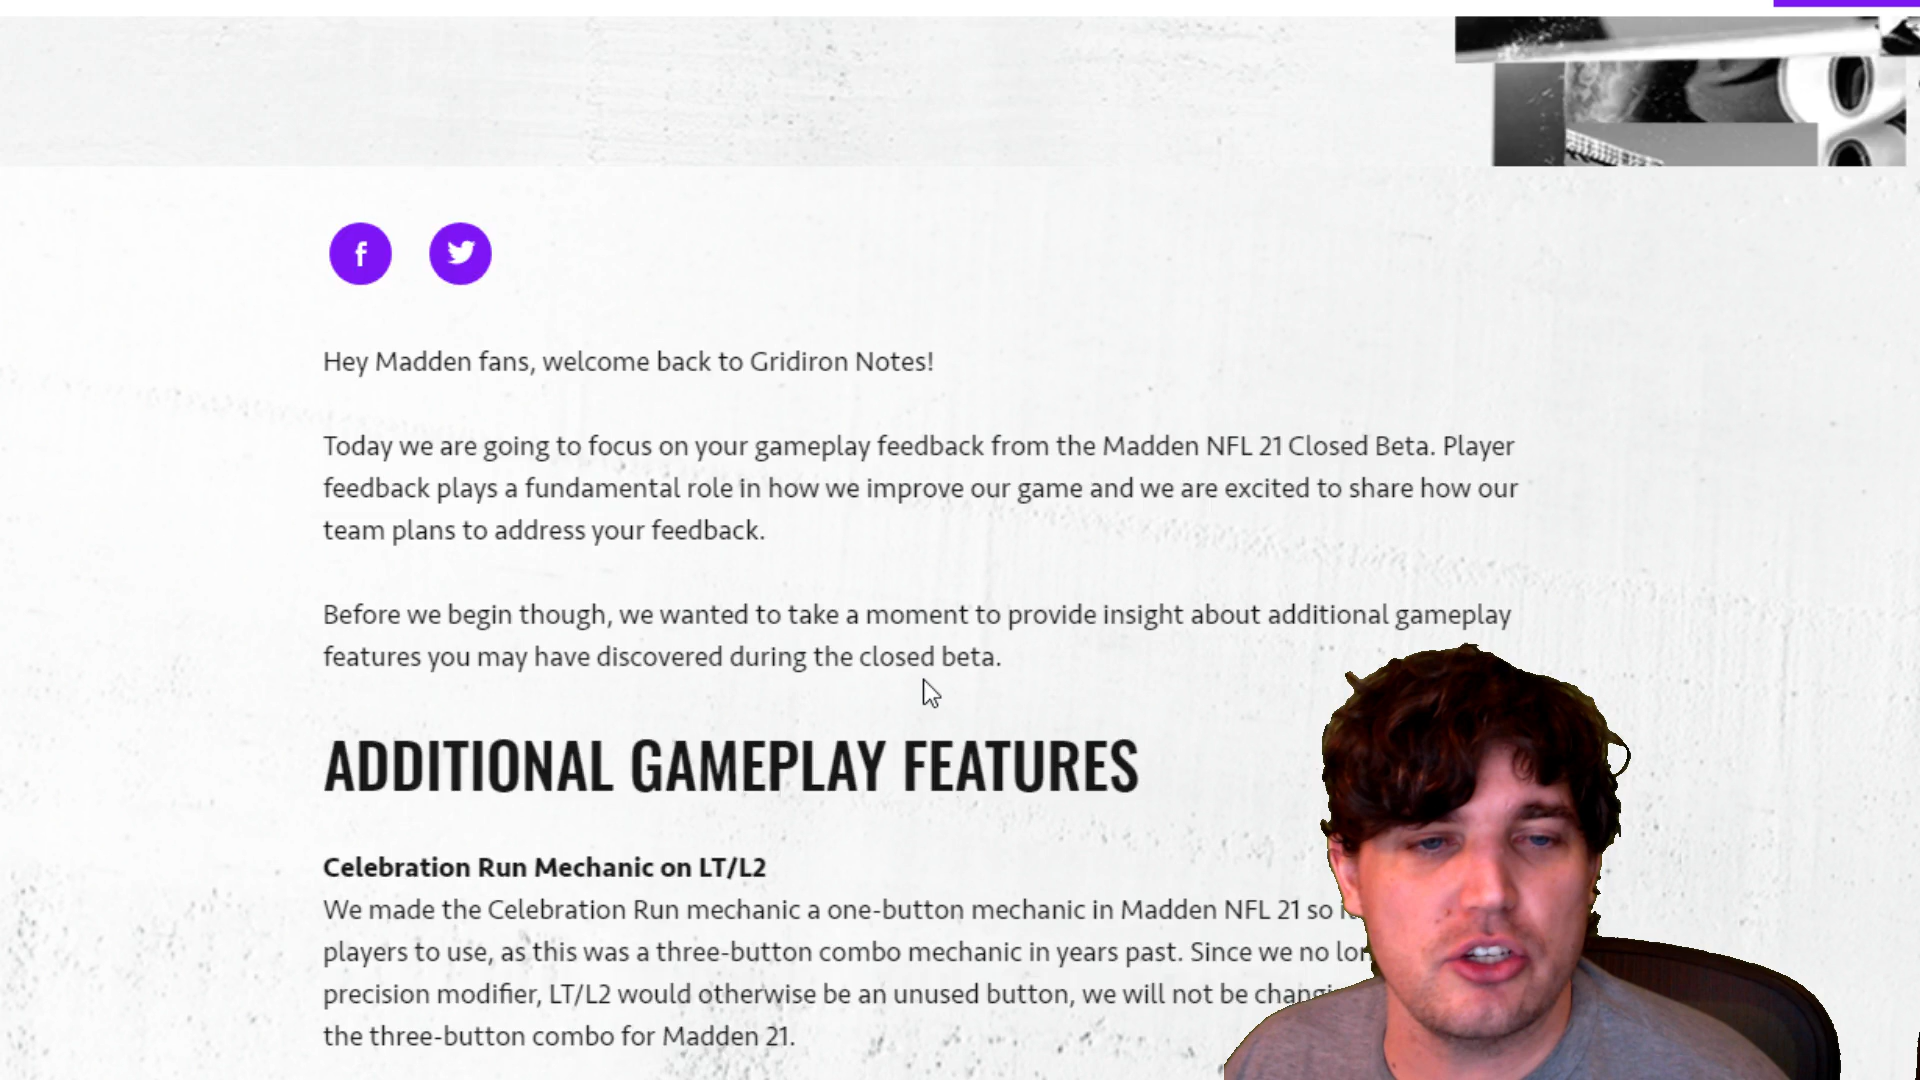 Hey Madden fans, welcome back to Gridiron Notes!
Today we are going to focus on your gameplay feedback from the Madden NFL 21 Closed Beta. Player
feedback plays a fundamental role in how we improve our game and we are excited to share how our
team plans to address your feedback.
Before we begin though, we wanted to take a moment to provide insight about additional gameplay
features you may have discovered during the closed beta.
ADDITIONAL GAMEPLAY FEATURES
Celebration Run Mechanic on LT/L2
We made the Celebration Run mechanic a one-button mechanic in Madden NFL 21 so
players to use, as this was a three-button combo mechanic in years past. Since we no
precision modifier, LT/L2 would otherwise be an unused button, we will not be
the three-button combo for Madden 21.